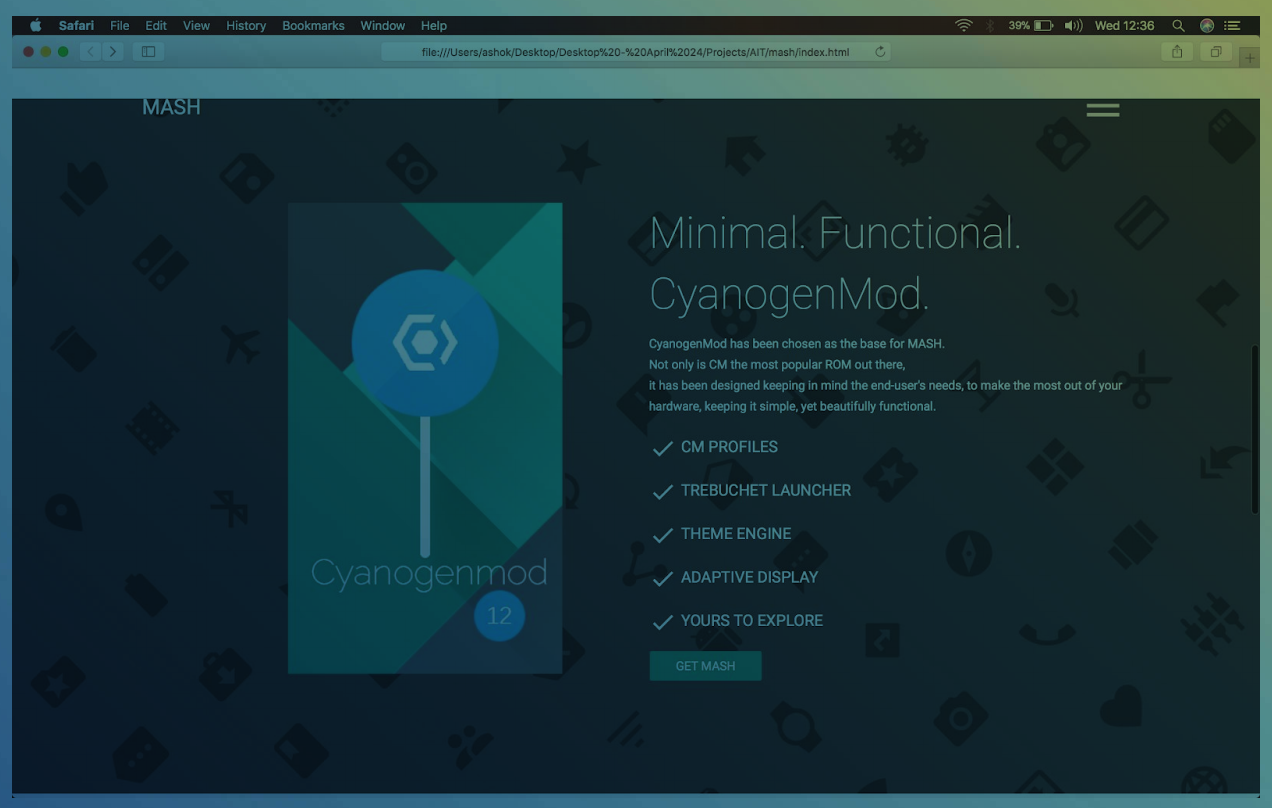 Safari File Edit View History Bookmarks Window Help 39% Wed 12:36
file:///Users/ashok/Desktop/Desktop%20-%20April%2024/Projects/AIT/mash/index.html
MASH
Minimal. Functional.
CyanogenMod.
CyanogenMod has been chosen as the base for MASH.
Not only is CM the most popular ROM out there,
it has been designed keeping in mind the end-user's needs, to make the most out of your
hardware, keeping it simple, yet beautifully functional.
CM PROFILES
TREBUCHET LAUNCHER
THEME ENGINE
ADAPTIVE DISPLAY
YOURS TO EXPLORE
GET MASH
Cyanogenmod
12